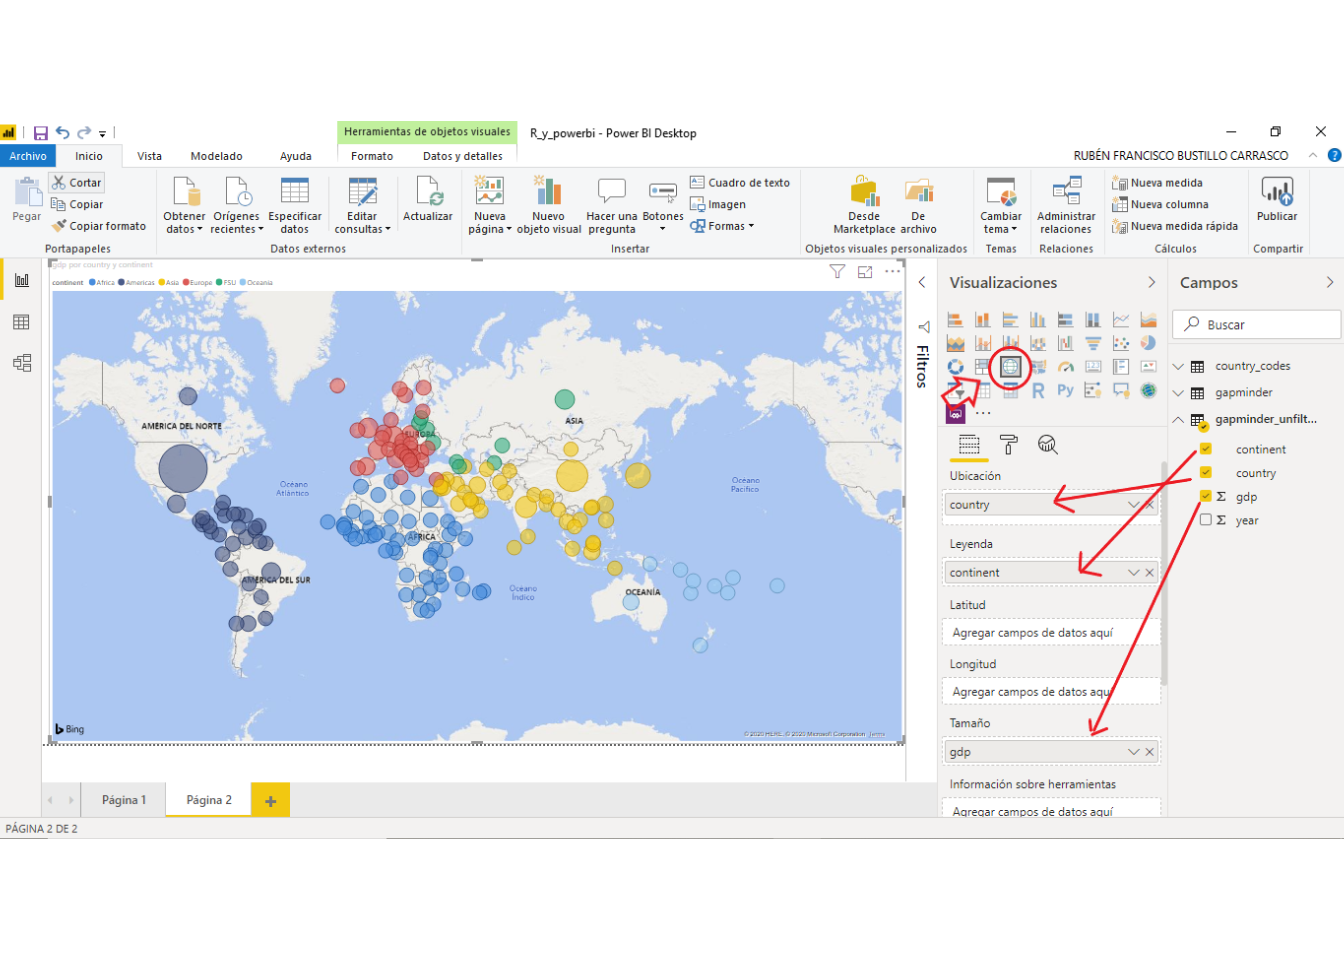 Herramientas de objetos visuales
R_y_powerbi - Power BI Desktop
Archivo Inicio Vista Modelado Ayuda Formato Datos y detalles
RUBÉN FRANCISCO BUSTILLO CARRASCO
Pegar
Cortar
Copiar
Copiar formato
Portapapeles
Obtener datos
Orígenes recientes
Especificar datos
Editar consultas
Datos externos
Actualizar
Nueva página
Nuevo objeto visual
Hacer una pregunta
Botones
Cuadro de texto
Imagen
Formas
Insertar
Desde Marketplace
De archivo
Objetos visuales personalizados
Cambiar tema
Temas
Administrar relaciones
Relaciones
Nueva medida
Nueva columna
Nueva medida rápida
Cálculos
Publicar
Compartir
gdp por country y continent
continent Africa Americas Asia Europe FSU Oceania
AMÉRICA DEL NORTE
EUROPA
ASIA
Océano Atlántico
Océano Pacífico
ÁFRICA
AMÉRICA DEL SUR
Océano Índico
OCEANÍA
Bing
© 2020 HERE, © 2020 Microsoft Corporation Terms
Filtros
Visualizaciones
R Py
Ubicación
country
Leyenda
continent
Latitud
Agregar campos de datos aquí
Longitud
Agregar campos de datos aquí
Tamaño
gdp
Información sobre herramientas
Agregar campos de datos aquí
Campos
Buscar
country_codes
gapminder
gapminder_unfilt...
continent
country
Σ gdp
Σ year
Página 1 Página 2 +
PÁGINA 2 DE 2